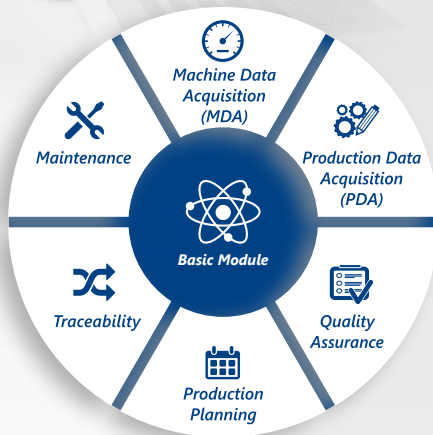 Machine Data
Acquisition
(MDA)
Maintenance
Production Data
Acquisition
(PDA)
Basic Module
Traceability
Quality
Assurance
Production
Planning